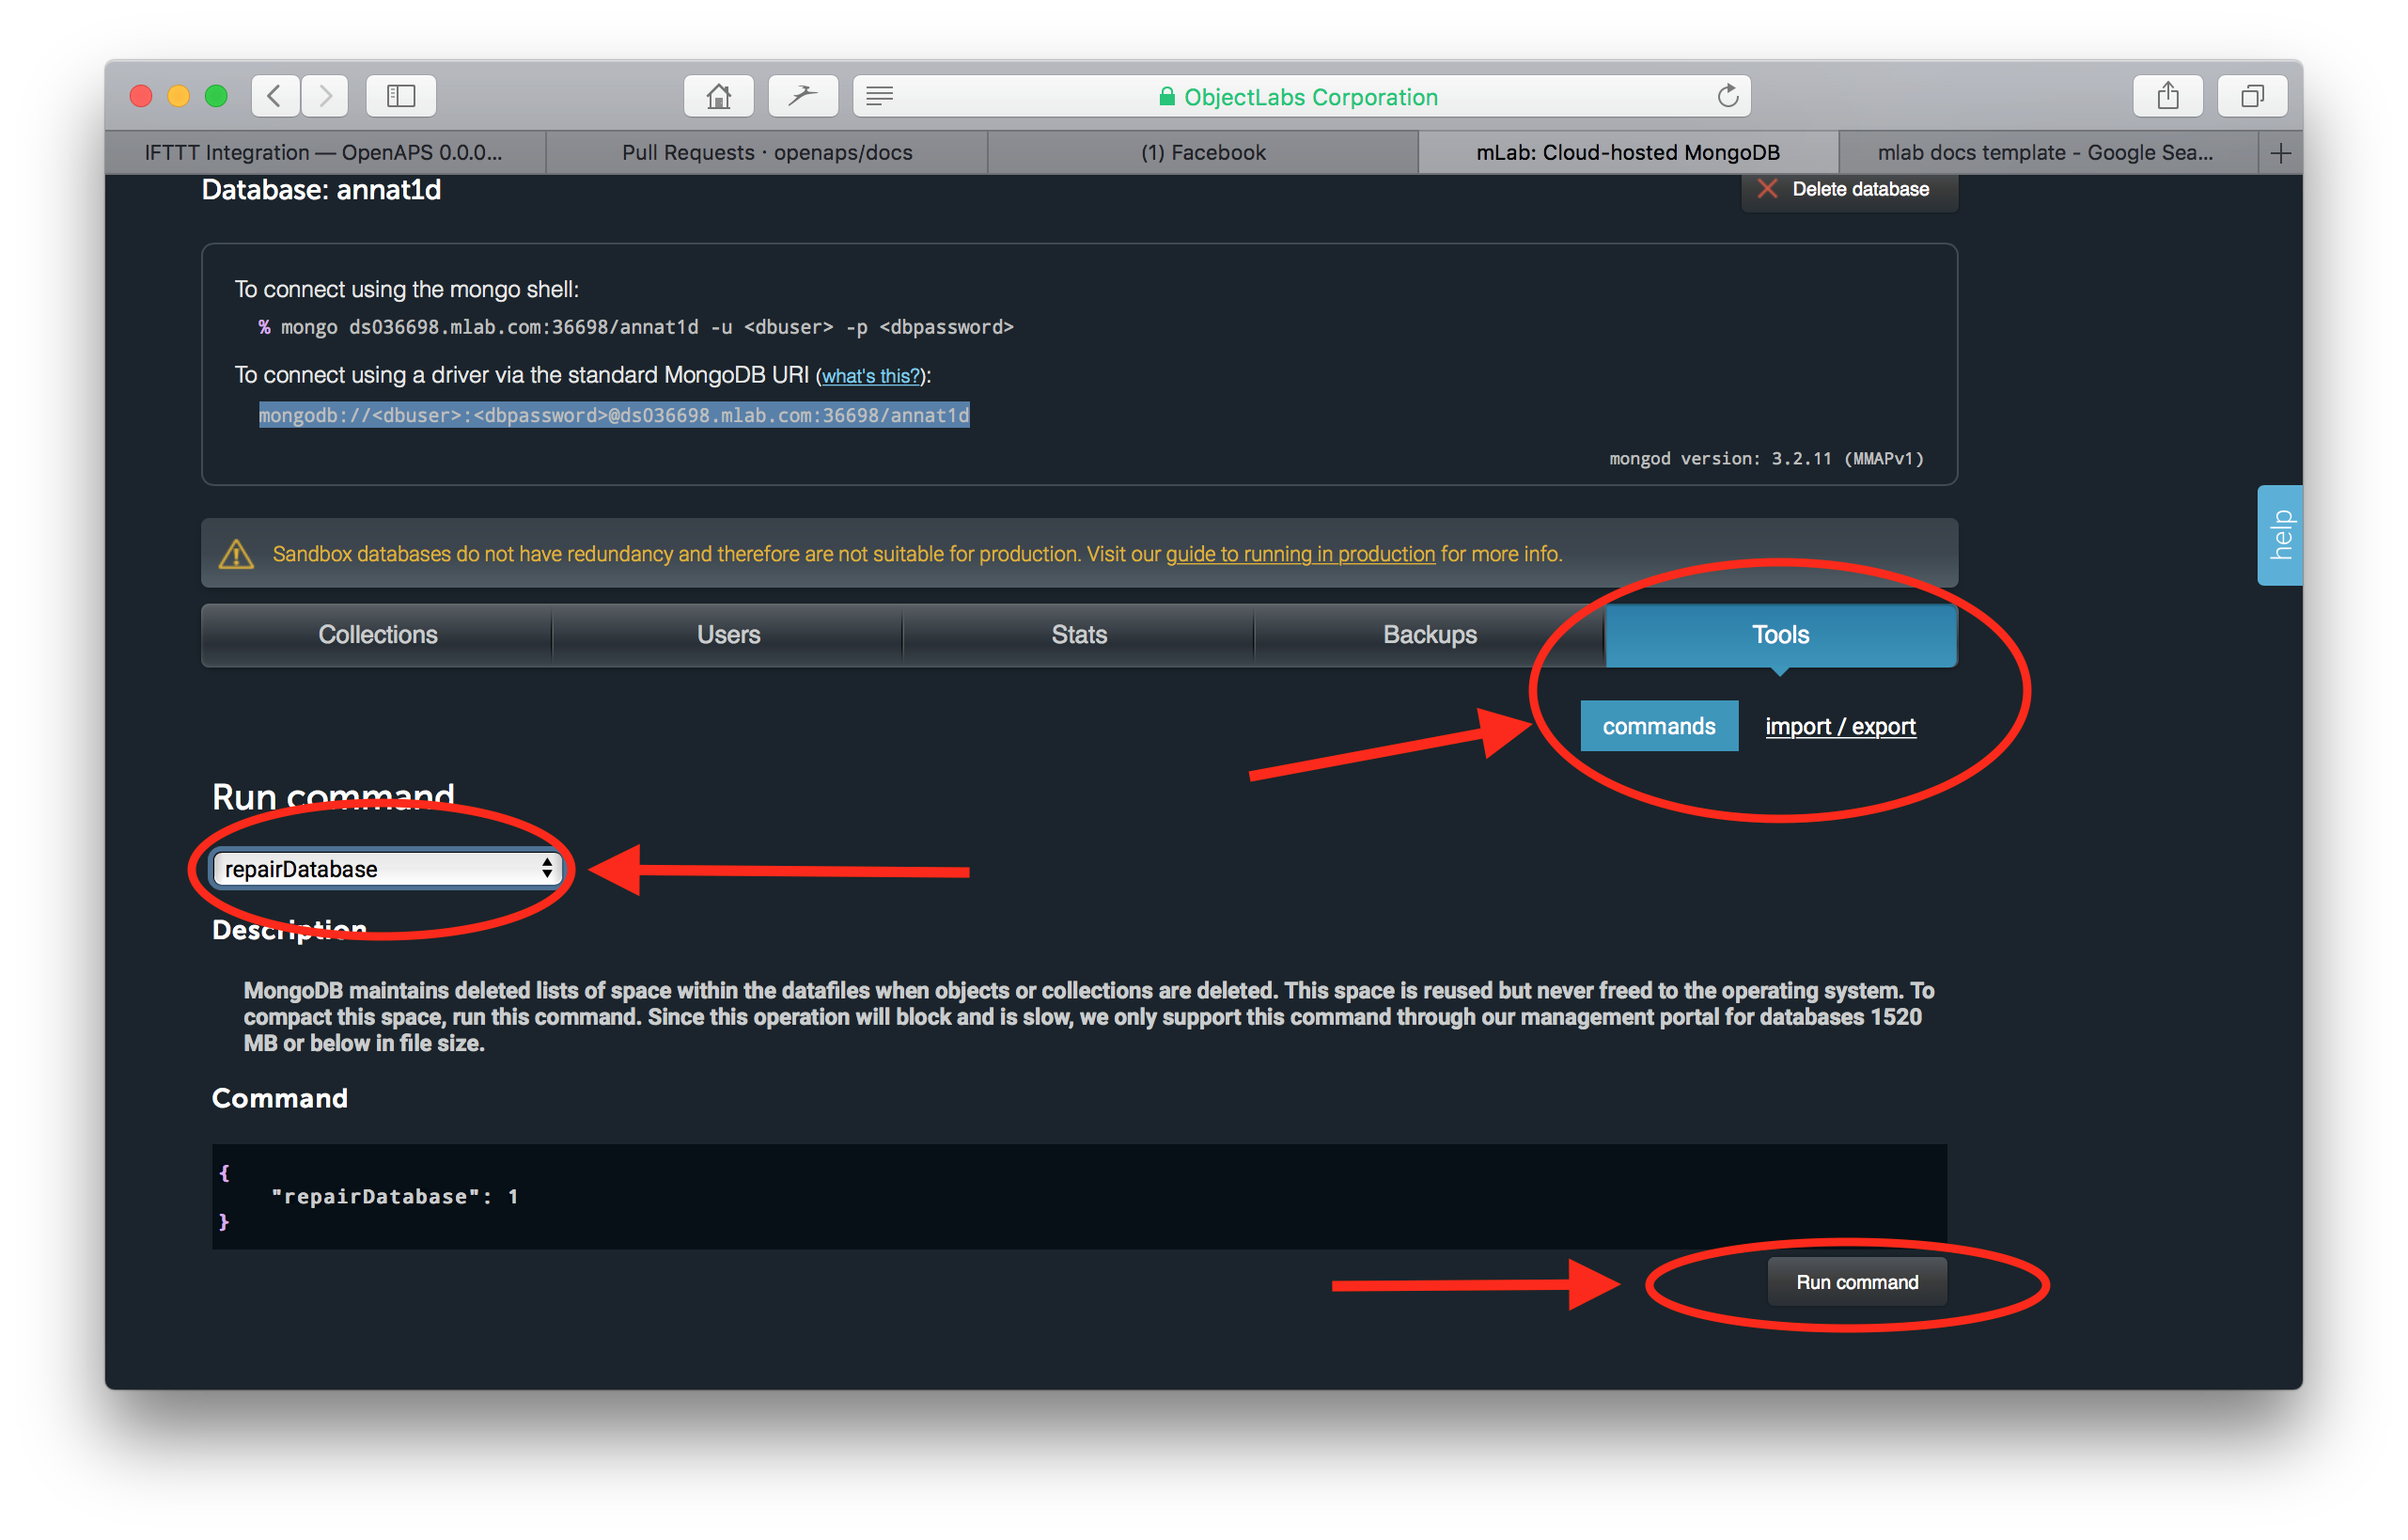 ObjectLabs Corporation
IFTTT Integration — OpenAPS 0.0.0...
Pull Requests · openaps/docs
(1) Facebook
mLab: Cloud-hosted MongoDB
mlab docs template - Google Sea...
Database: annat1d
Delete database
To connect using the mongo shell:
% mongo ds036698.mlab.com:36698/annat1d -u <dbuser> -p <dbpassword>
To connect using a driver via the standard MongoDB URI (what's this?):
mongodb://<dbuser>:<dbpassword>@ds036698.mlab.com:36698/annat1d
mongod version: 3.2.11 (MMAPv1)
help
Sandbox databases do not have redundancy and therefore are not suitable for production. Visit our guide to running in production for more info.
Collections
Users
Stats
Backups
Tools
commands
import / export
Run command
repairDatabase
Description
MongoDB maintains deleted lists of space within the datafiles when objects or collections are deleted. This space is reused but never freed to the operating system. To
compact this space, run this command. Since this operation will block and is slow, we only support this command through our management portal for databases 1520
MB or below in file size.
Command
{
"repairDatabase": 1
}
Run command